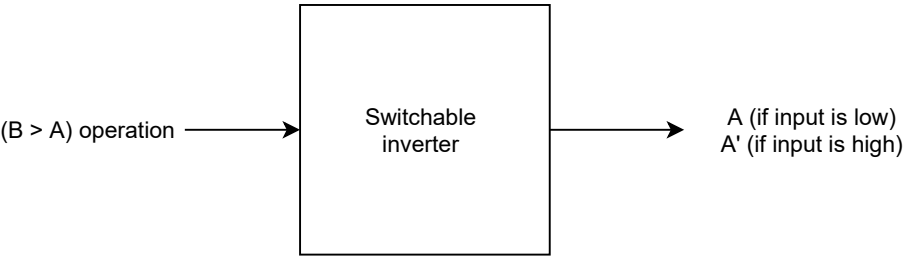 (B > A) operation
Switchable
inverter
A (if input is low)
A' (if input is high)